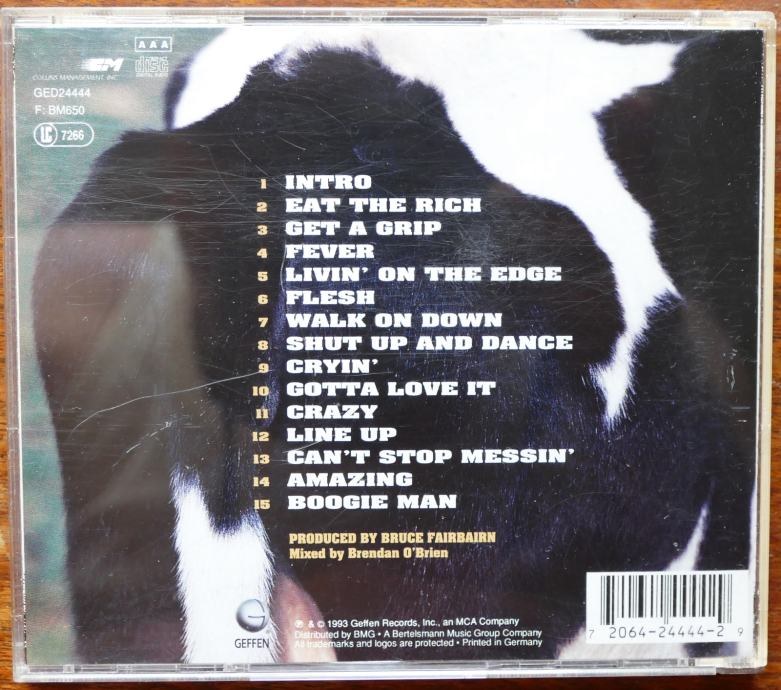 CM
COLLINS MANAGEMENT, INC.
AAA
disc
DIGITAL AUDIO
GED24444
F: BM650
LC 7266
1 INTRO
2 EAT THE RICH
3 GET A GRIP
4 FEVER
5 LIVIN' ON THE EDGE
6 FLESH
7 WALK ON DOWN
8 SHUT UP AND DANCE
9 CRYIN'
10 GOTTA LOVE IT
11 CRAZY
12 LINE UP
13 CAN'T STOP MESSIN'
14 AMAZING
15 BOOGIE MAN
PRODUCED BY BRUCE FAIRBAIRN
Mixed by Brendan O'Brien
GEFFEN
℗ & © 1993 Geffen Records, Inc., an MCA Company
Distributed by BMG • A Bertelsmann Music Group Company
All trademarks and logos are protected • Printed in Germany
7 2064-24444-2 9